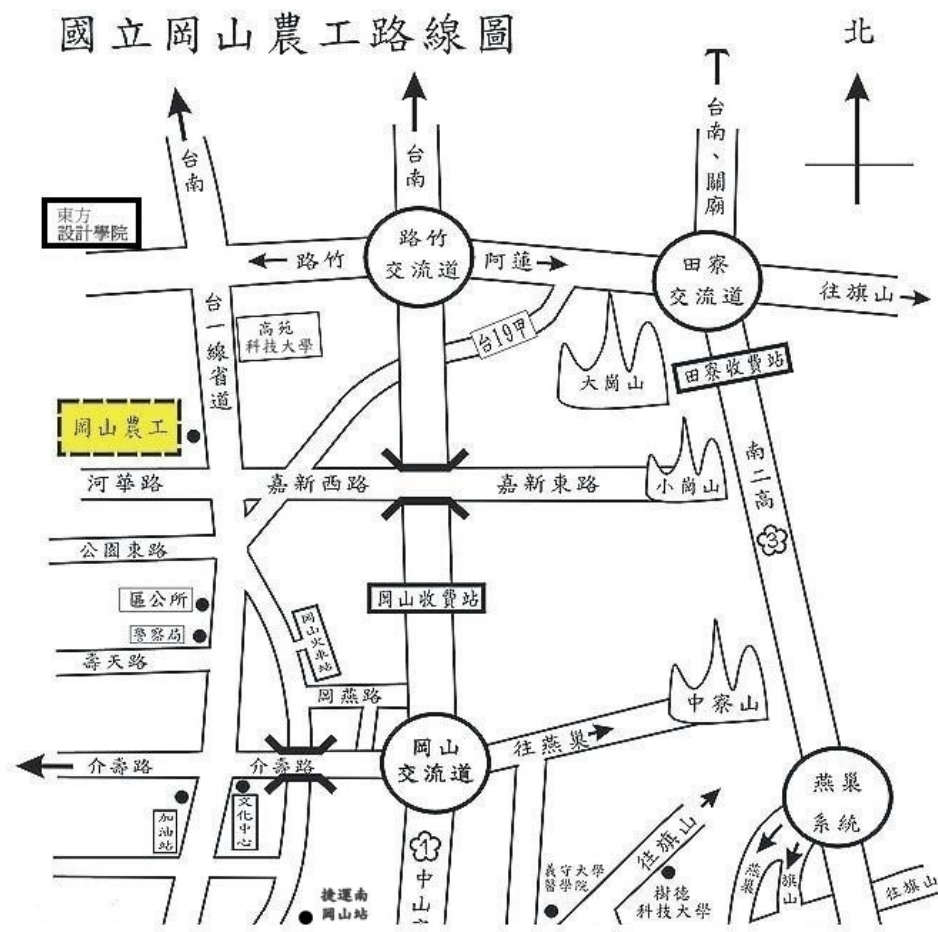 國立岡山農工路線圖
北
台南
台南
台南、關廟
東方
設計學院
路竹
路竹
交流道
阿蓮
田寮
交流道
往旗山
台一線省道
高苑
科技大學
台19甲
大崗山
田寮收費站
岡山農工
南二高
3
河華路
嘉新西路
嘉新東路
小崗山
公園東路
區公所
警察局
壽天路
岡山火車站
岡山收費站
岡燕路
中寮山
介壽路
介壽路
岡山
交流道
往燕巢
燕巢
系統
加油站
文化中心
1
中山
義守大學
醫學院
往旗山
樹德
科技大學
燕巢
旗山
往旗山
捷運南
岡山站